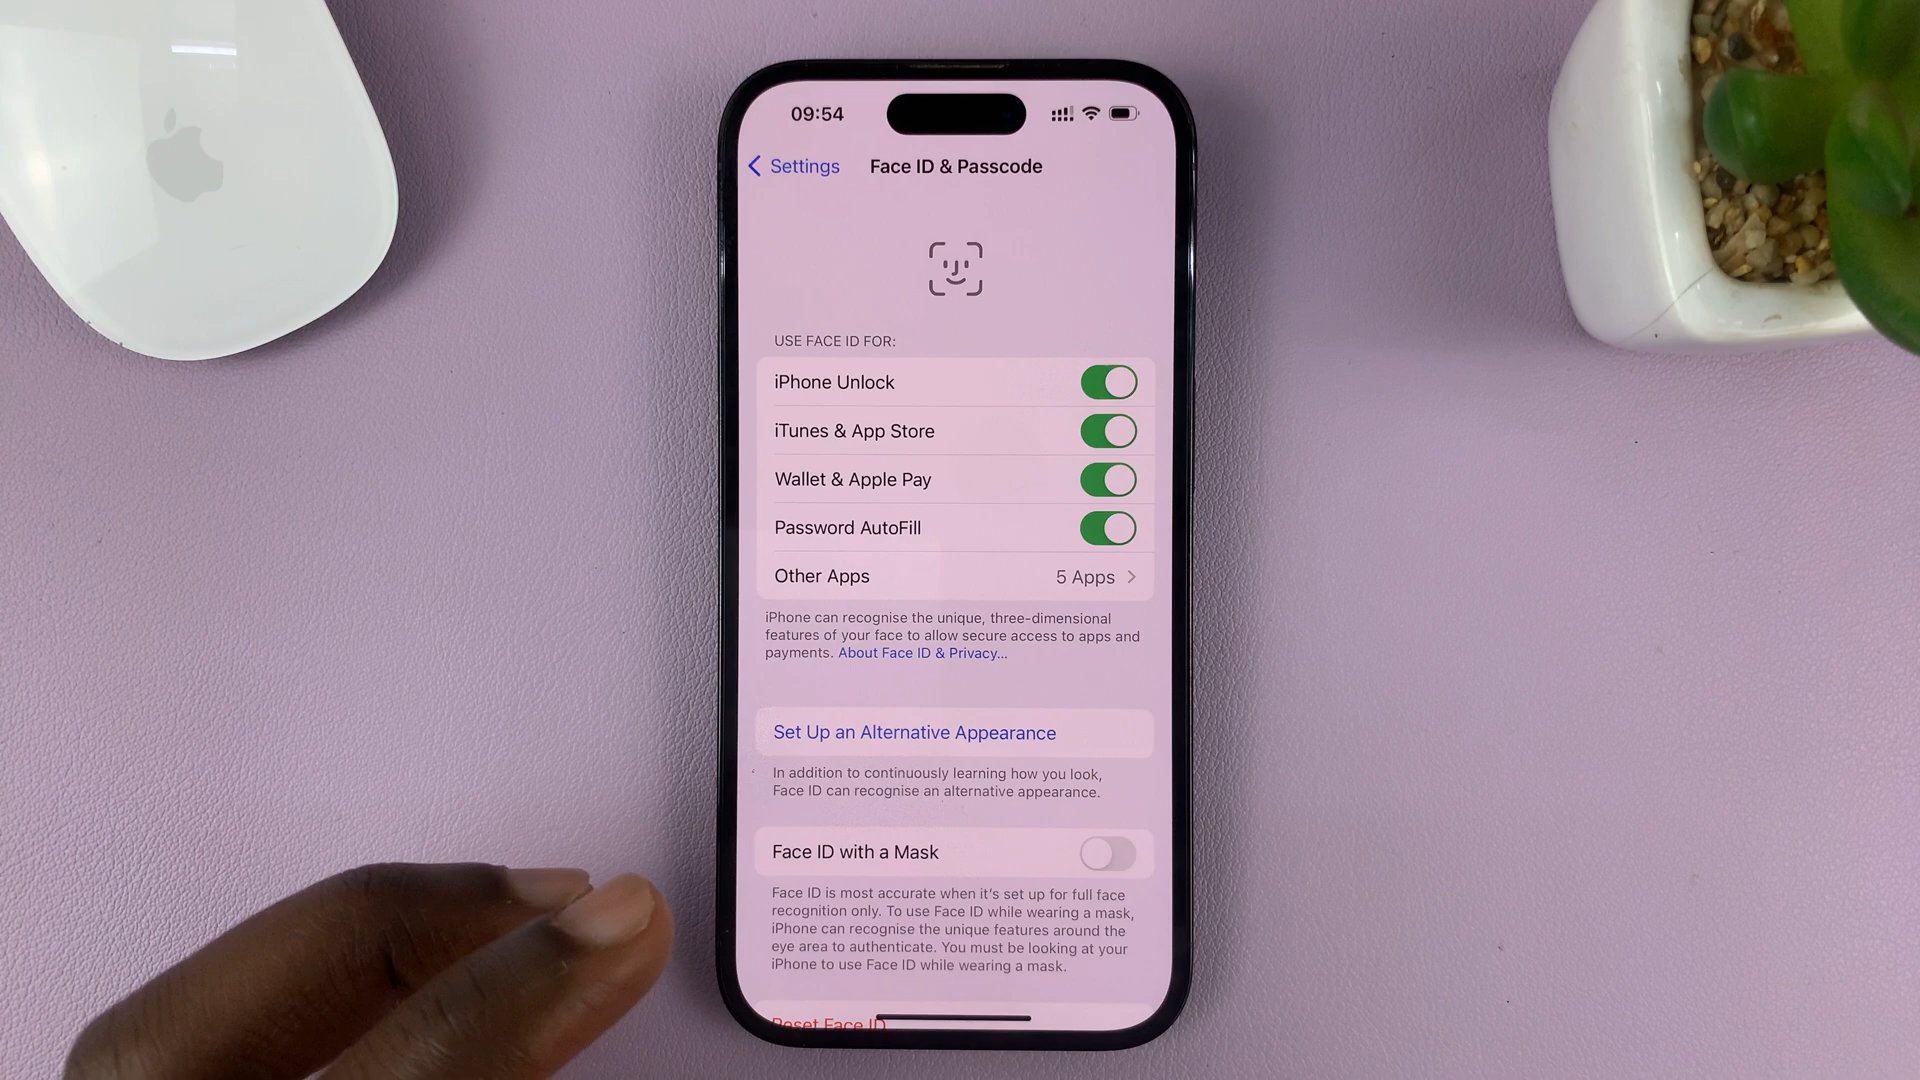 09:54
Settings
Face ID & Passcode
USE FACE ID FOR:
iPhone Unlock
iTunes & App Store
Wallet & Apple Pay
Password AutoFill
Other Apps 5 Apps
iPhone can recognise the unique, three-dimensional
features of your face to allow secure access to apps and
payments. About Face ID & Privacy...
Set Up an Alternative Appearance
In addition to continuously learning how you look,
Face ID can recognise an alternative appearance.
Face ID with a Mask
Face ID is most accurate when it's set up for full face
recognition only. To use Face ID while wearing a mask,
iPhone can recognise the unique features around the
eye area to authenticate. You must be looking at your
iPhone to use Face ID while wearing a mask.
Reset Face ID